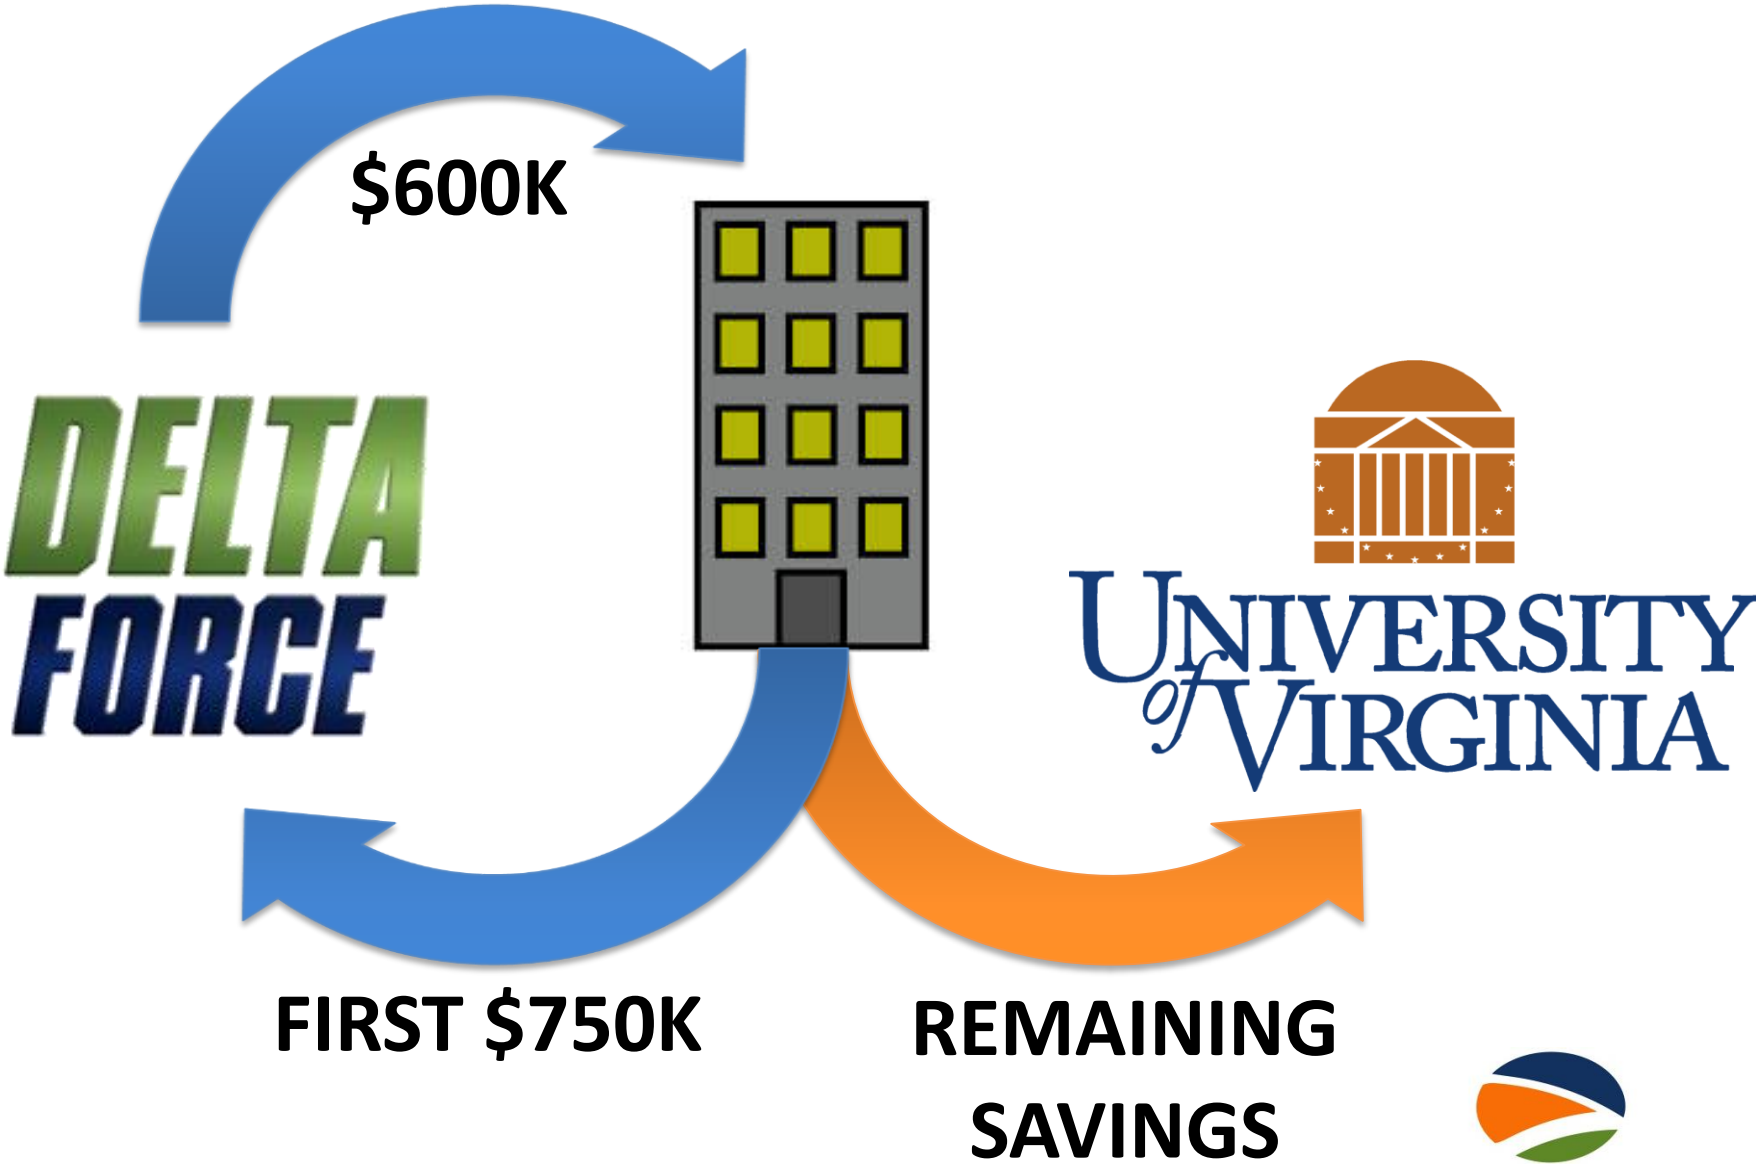 $600K
DELTA
FORCE
UNIVERSITY
of VIRGINIA
FIRST $750K
REMAINING
SAVINGS